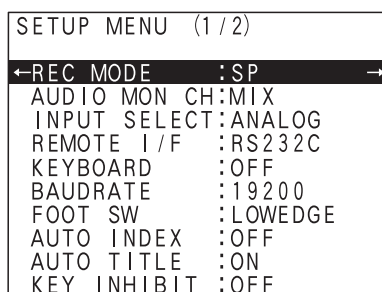 SETUP MENU (1/2)
←REC MODE :SP →
AUDIO MON CH:MIX
INPUT SELECT:ANALOG
REMOTE I/F :RS232C
KEYBOARD :OFF
BAUDRATE :19200
FOOT SW :LOWEDGE
AUTO INDEX :OFF
AUTO TITLE :ON
KEY INHIBIT :OFF